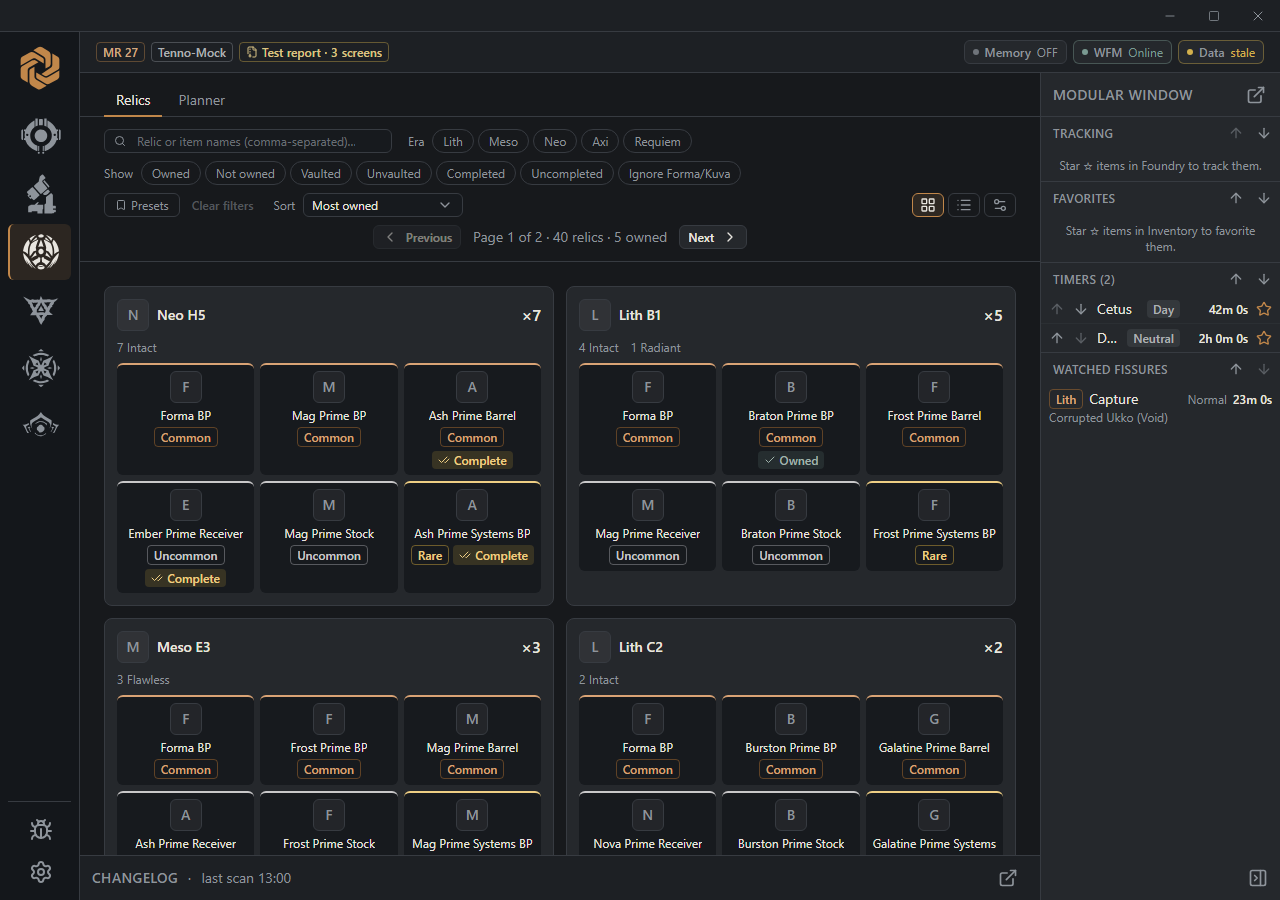 MR 27
Tenno-Mock
Test report · 3 screens
Memory OFF
WFM Online
Data stale
Relics
Planner
Relic or item names (comma-separated)...
Era
Lith
Meso
Neo
Axi
Requiem
Show
Owned
Not owned
Vaulted
Unvaulted
Completed
Uncompleted
Ignore Forma/Kuva
Presets
Clear filters
Sort
Most owned
Previous
Page 1 of 2 · 40 relics · 5 owned
Next
N
Neo H5
×7
7 Intact
F
Forma BP
Common
M
Mag Prime BP
Common
A
Ash Prime Barrel
Common
Complete
E
Ember Prime Receiver
Uncommon
Complete
M
Mag Prime Stock
Uncommon
A
Ash Prime Systems BP
Rare
Complete
L
Lith B1
×5
4 Intact 1 Radiant
F
Forma BP
Common
B
Braton Prime BP
Common
Owned
F
Frost Prime Barrel
Common
M
Mag Prime Receiver
Uncommon
B
Braton Prime Stock
Uncommon
F
Frost Prime Systems BP
Rare
M
Meso E3
×3
3 Flawless
F
Forma BP
Common
F
Frost Prime BP
Common
M
Mag Prime Barrel
Common
A
Ash Prime Receiver
F
Frost Prime Stock
M
Mag Prime Systems BP
L
Lith C2
×2
2 Intact
F
Forma BP
Common
B
Burston Prime BP
Common
G
Galatine Prime Barrel
Common
N
Nova Prime Receiver
B
Burston Prime Stock
G
Galatine Prime Systems
CHANGELOG · last scan 13:00
MODULAR WINDOW
TRACKING
Star ☆ items in Foundry to track them.
FAVORITES
Star ☆ items in Inventory to favorite
them.
TIMERS (2)
Cetus Day 42m 0s
D... Neutral 2h 0m 0s
WATCHED FISSURES
Lith Capture Normal 23m 0s
Corrupted Ukko (Void)